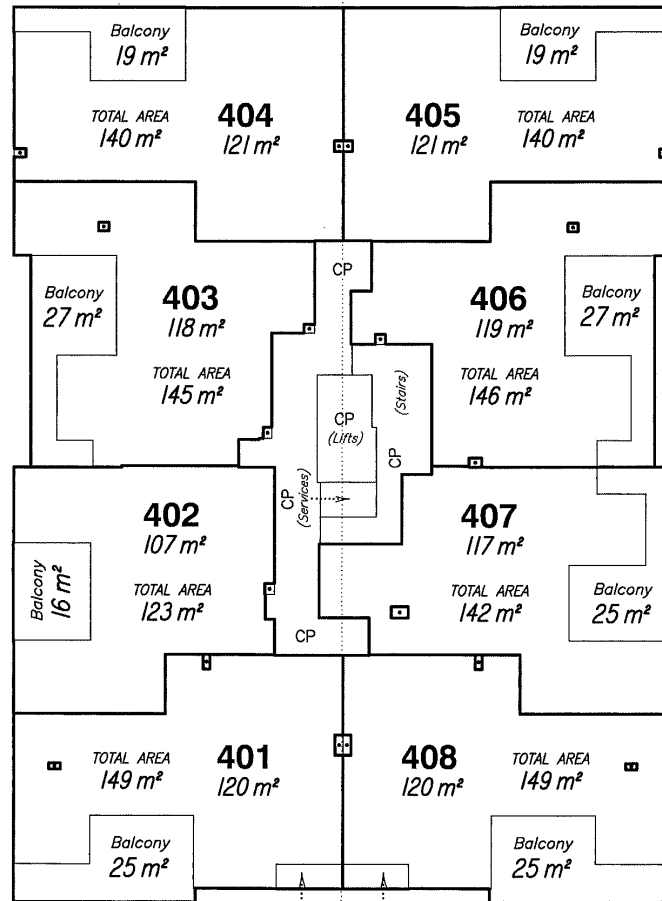 Balcony
19 m²
TOTAL AREA
140 m²
404
121 m²
Balcony
19 m²
405
121 m²
TOTAL AREA
140 m²
CP
Balcony
27 m²
403
118 m²
TOTAL AREA
145 m²
406
119 m²
Balcony
27 m²
TOTAL AREA
146 m²
(Stairs)
CP
(Lifts)
CP
CP
(Services)
402
107 m²
Balcony
16 m²
TOTAL AREA
123 m²
407
117 m²
TOTAL AREA
142 m²
Balcony
25 m²
CP
TOTAL AREA
149 m²
401
120 m²
Balcony
25 m²
408
120 m²
TOTAL AREA
149 m²
Balcony
25 m²